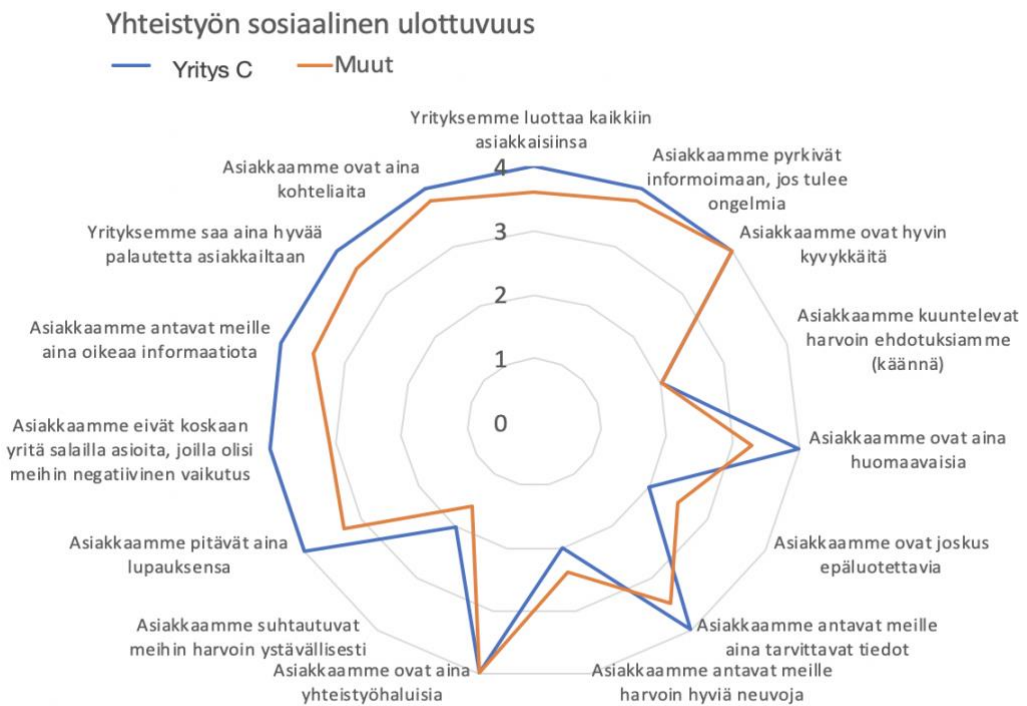 Yhteistyön sosiaalinen ulottuvuus
Yritys C
Muut
Yrityksemme luottaa kaikkiin
asiakkaisiinsa
Asiakkaamme pyrkivät
informoimaan, jos tulee
ongelmia
Asiakkaamme ovat hyvin
kyvykkäitä
Asiakkaamme kuuntelevat
harvoin ehdotuksiamme
(käännä)
Asiakkaamme ovat aina
huomaavaisia
Asiakkaamme ovat joskus
epäluotettavia
Asiakkaamme antavat meille
aina tarvittavat tiedot
Asiakkaamme antavat meille
harvoin hyviä neuvoja
Asiakkaamme ovat aina
yhteistyöhaluisia
Asiakkaamme suhtautuvat
meihin harvoin ystävällisesti
Asiakkaamme pitävät aina
lupauksensa
Asiakkaamme eivät koskaan
yritä salailla asioita, joilla olisi
meihin negatiivinen vaikutus
Asiakkaamme antavat meille
aina oikeaa informaatiota
Yrityksemme saa aina hyvää
palautetta asiakkailtaan
Asiakkaamme ovat aina
kohteliaita
4
3
2
1
0